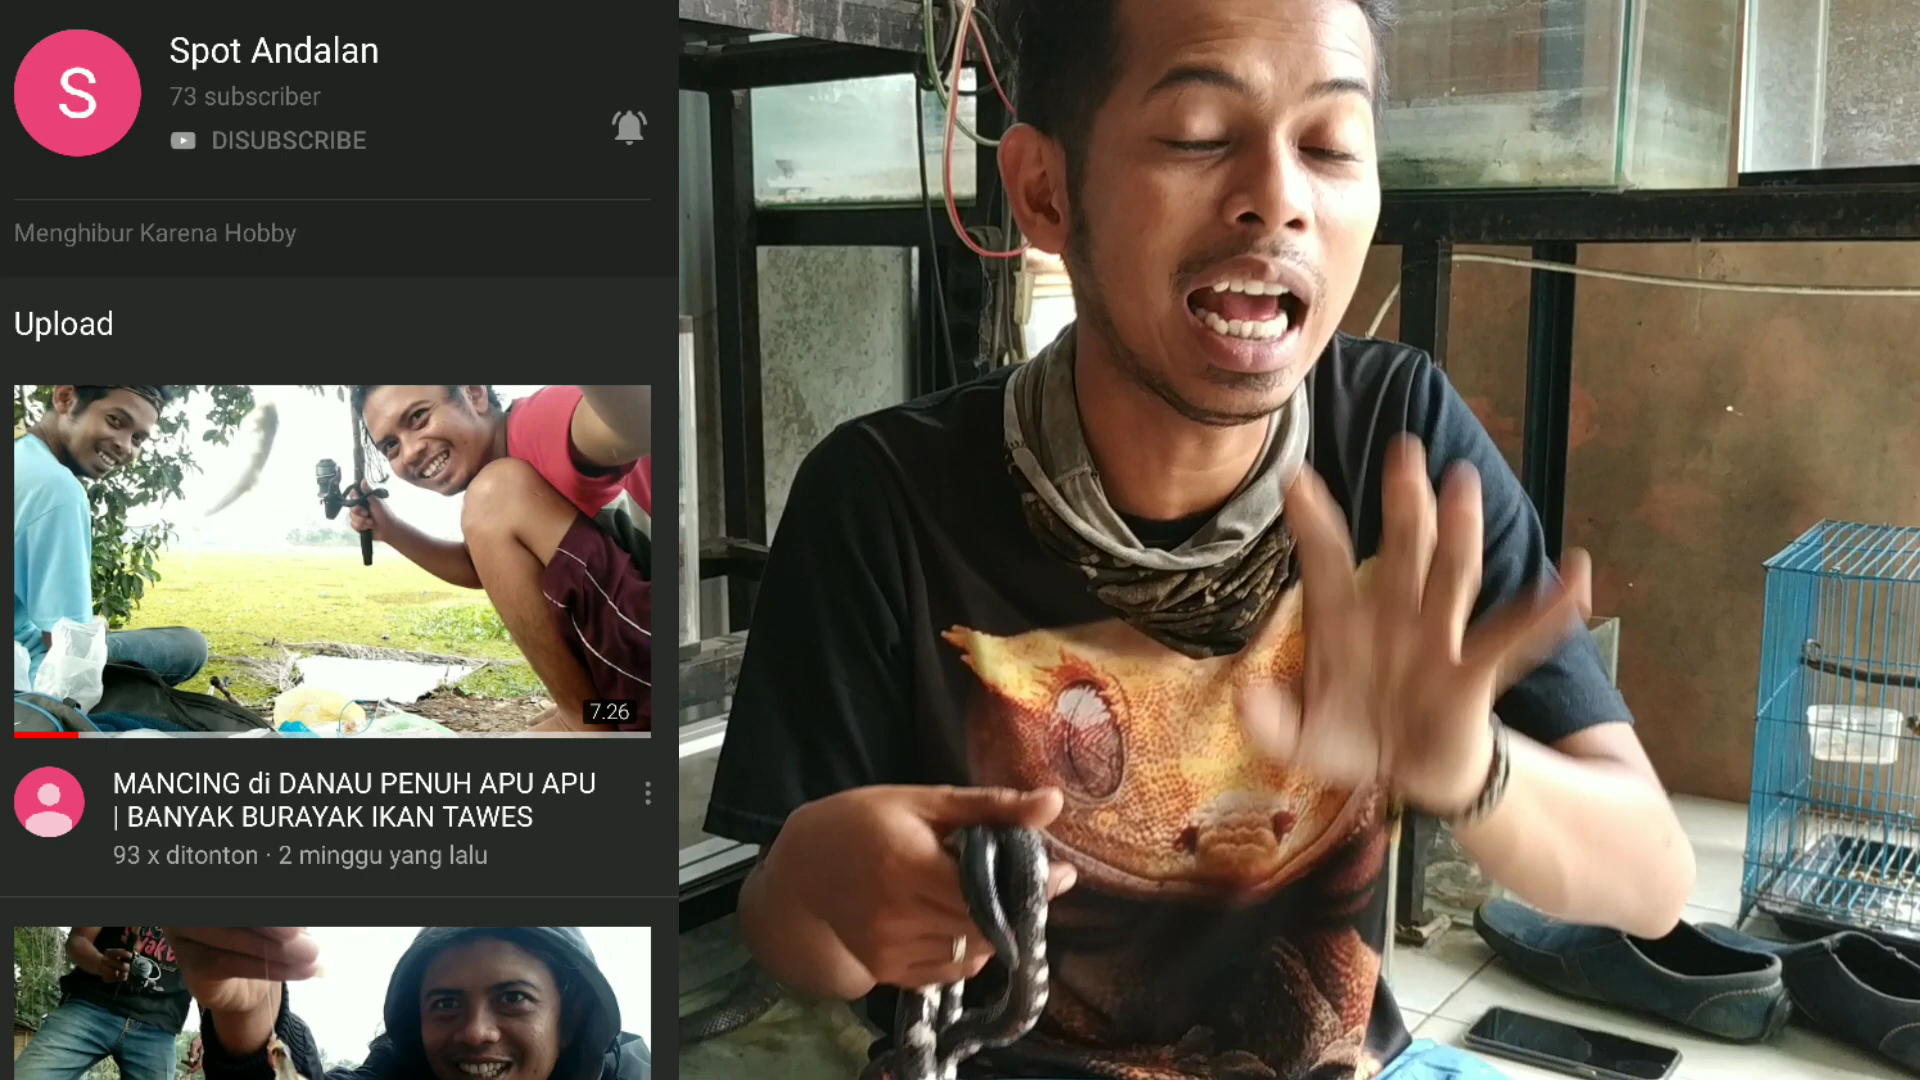 S
Spot Andalan
73 subscriber
DISUBSCRIBE
Menghibur Karena Hobby
Upload
7.26
MANCING di DANAU PENUH APU APU
| BANYAK BURAYAK IKAN TAWES
93 x ditonton · 2 minggu yang lalu